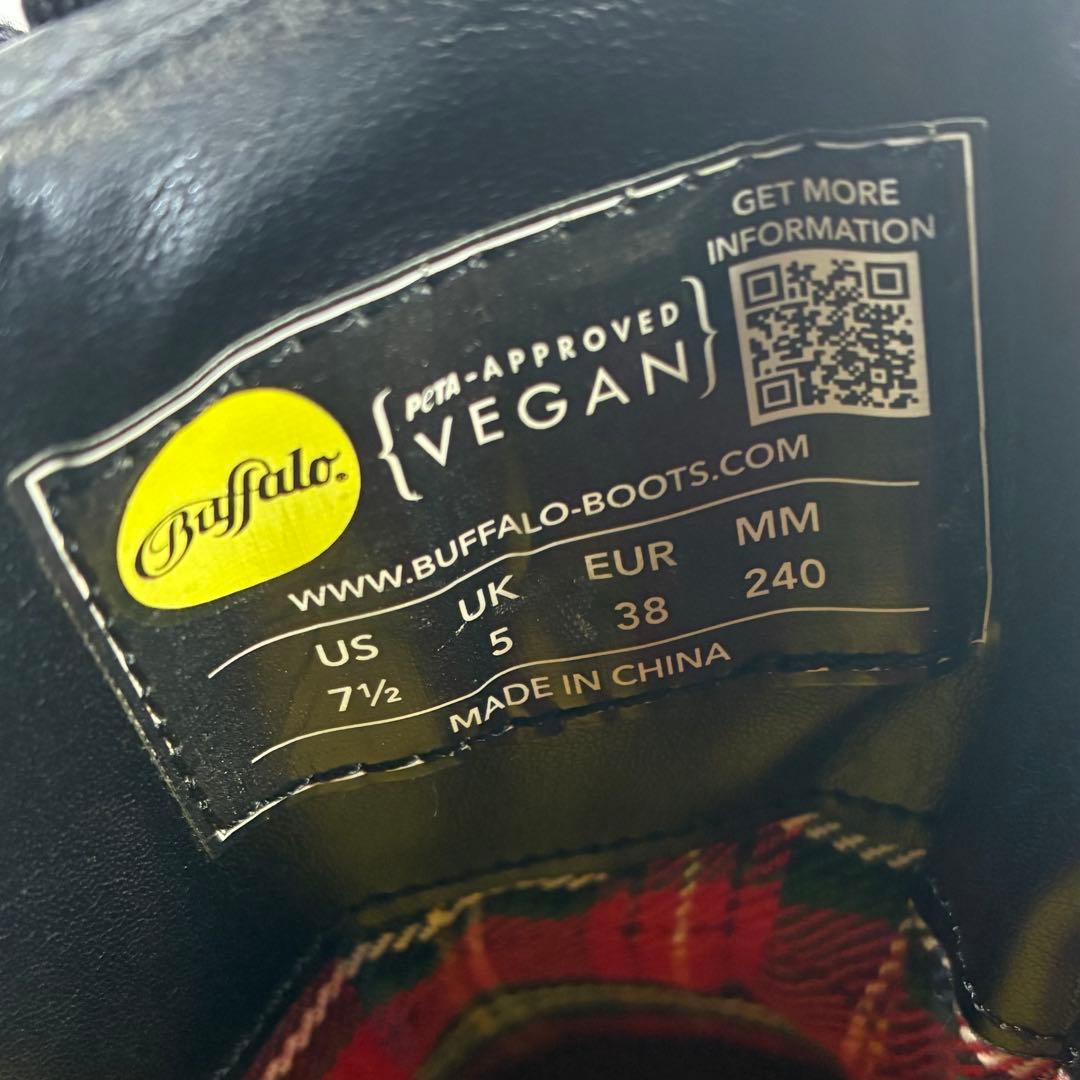 GET MORE
INFORMATION
Buffalo.
{PETA-APPROVED
VEGAN}
WWW.BUFFALO-BOOTS.COM
US UK EUR MM
7½ 5 38 240
MADE IN CHINA